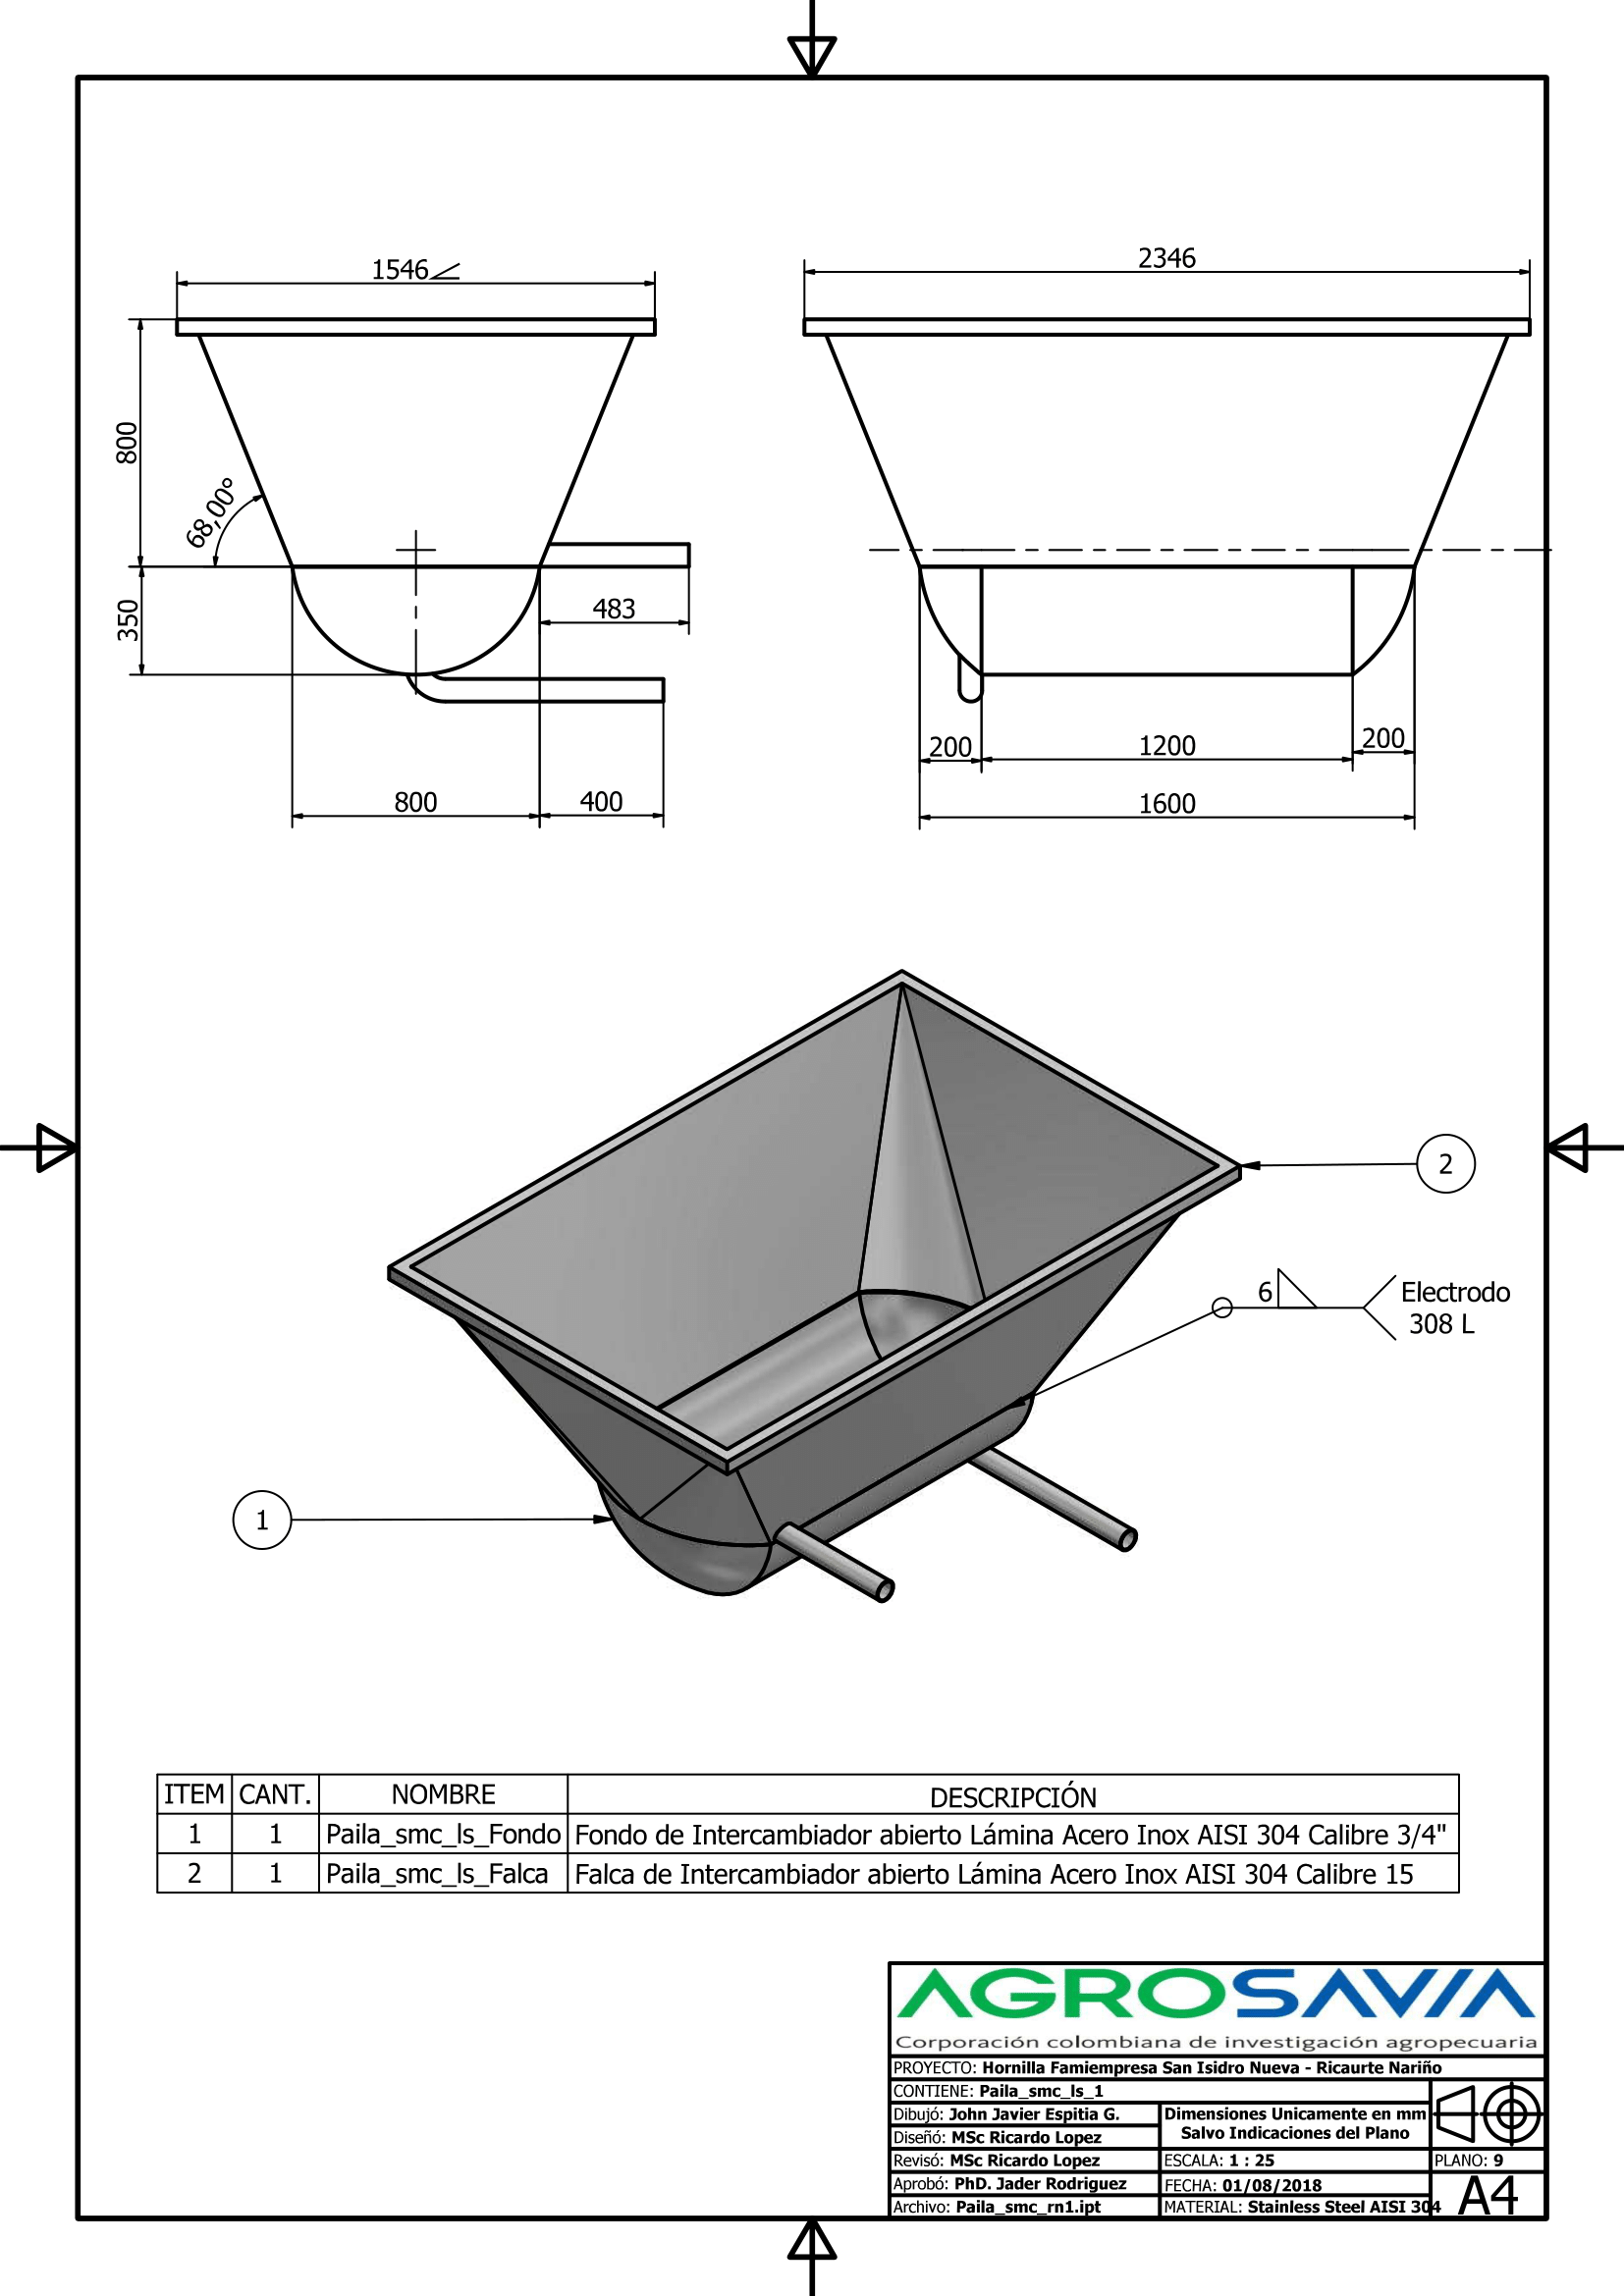 1546
2346
800
68,00°
350
483
800
400
200
1200
200
1600
2
6
Electrodo
308 L
1
ITEM CANT. NOMBRE DESCRIPCIÓN
1 1 Paila_smc_ls_Fondo Fondo de Intercambiador abierto Lámina Acero Inox AISI 304 Calibre 3/4"
2 1 Paila_smc_ls_Falca Falca de Intercambiador abierto Lámina Acero Inox AISI 304 Calibre 15
AGROSAVIA
Corporación colombiana de investigación agropecuaria
PROYECTO: Hornilla Famiempresa San Isidro Nueva - Ricaurte Nariño
CONTIENE: Paila_smc_ls_1
Dibujó: John Javier Espitia G.
Dimensiones Unicamente en mm
Salvo Indicaciones del Plano
Diseñó: MSc Ricardo Lopez
Revisó: MSc Ricardo Lopez
ESCALA: 1 : 25
PLANO: 9
Aprobó: PhD. Jader Rodriguez
FECHA: 01/08/2018
A4
Archivo: Paila_smc_rn1.ipt
MATERIAL: Stainless Steel AISI 304